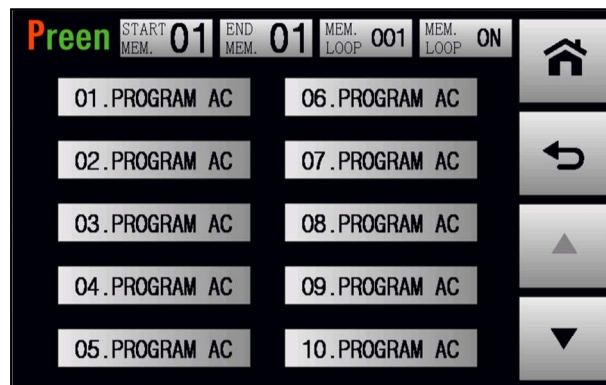 Preen START MEM. 01 END MEM. 01 MEM. LOOP 001 MEM. LOOP ON
01.PROGRAM AC
02.PROGRAM AC
03.PROGRAM AC
04.PROGRAM AC
05.PROGRAM AC
06.PROGRAM AC
07.PROGRAM AC
08.PROGRAM AC
09.PROGRAM AC
10.PROGRAM AC